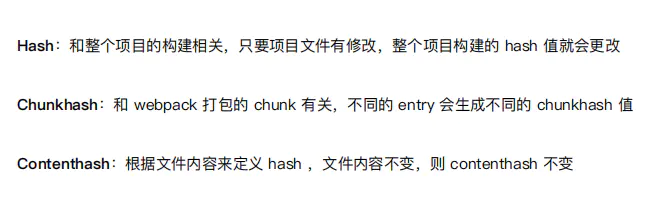 Hash：和整个项目的构建相关，只要项目文件有修改，整个项目构建的 hash 值就会更改
Chunkhash：和 webpack 打包的 chunk 有关，不同的 entry 会生成不同的 chunkhash 值
Contenthash：根据文件内容来定义 hash ，文件内容不变，则 contenthash 不变